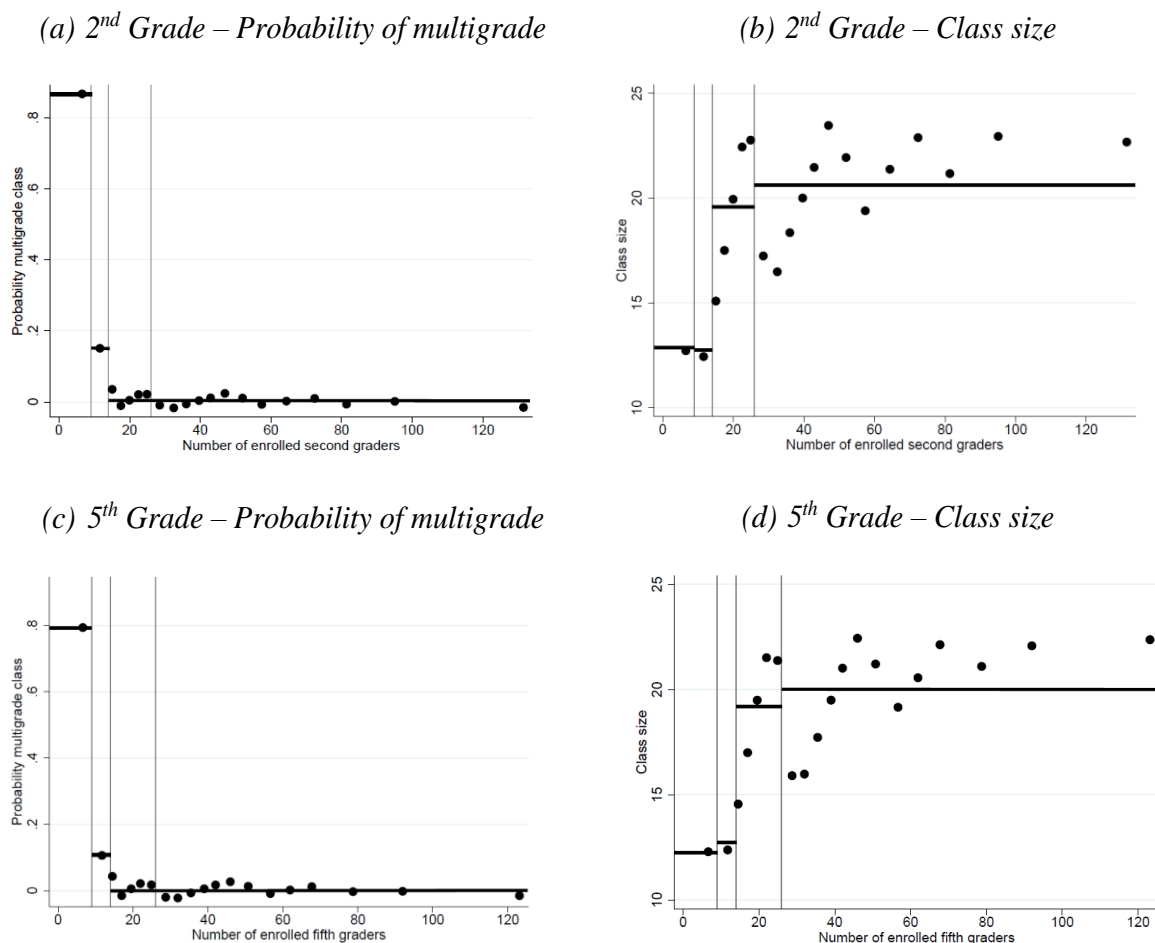 (a) 2nd Grade – Probability of multigrade
(b) 2nd Grade – Class size
Probability multigrade class
.8
.6
.4
.2
0
0 20 40 60 80 100 120
Number of enrolled second graders
Class size
25
20
15
10
0 20 40 60 80 100 120
Number of enrolled second graders
(c) 5th Grade – Probability of multigrade
(d) 5th Grade – Class size
Probability multigrade class
.8
.6
.4
.2
0
0 20 40 60 80 100 120
Number of enrolled fifth graders
Class size
25
20
15
10
0 20 40 60 80 100 120
Number of enrolled fifth graders